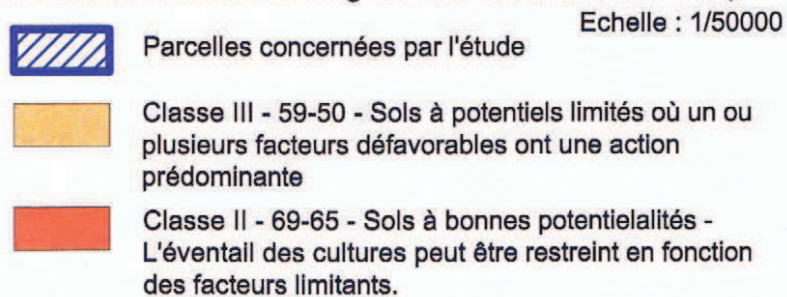 Echelle : 1/50000
Parcelles concernées par l'étude
Classe III - 59-50 - Sols à potentiels limités où un ou
plusieurs facteurs défavorables ont une action
prédominante
Classe II - 69-65 - Sols à bonnes potentielalités -
L'éventail des cultures peut être restreint en fonction
des facteurs limitants.